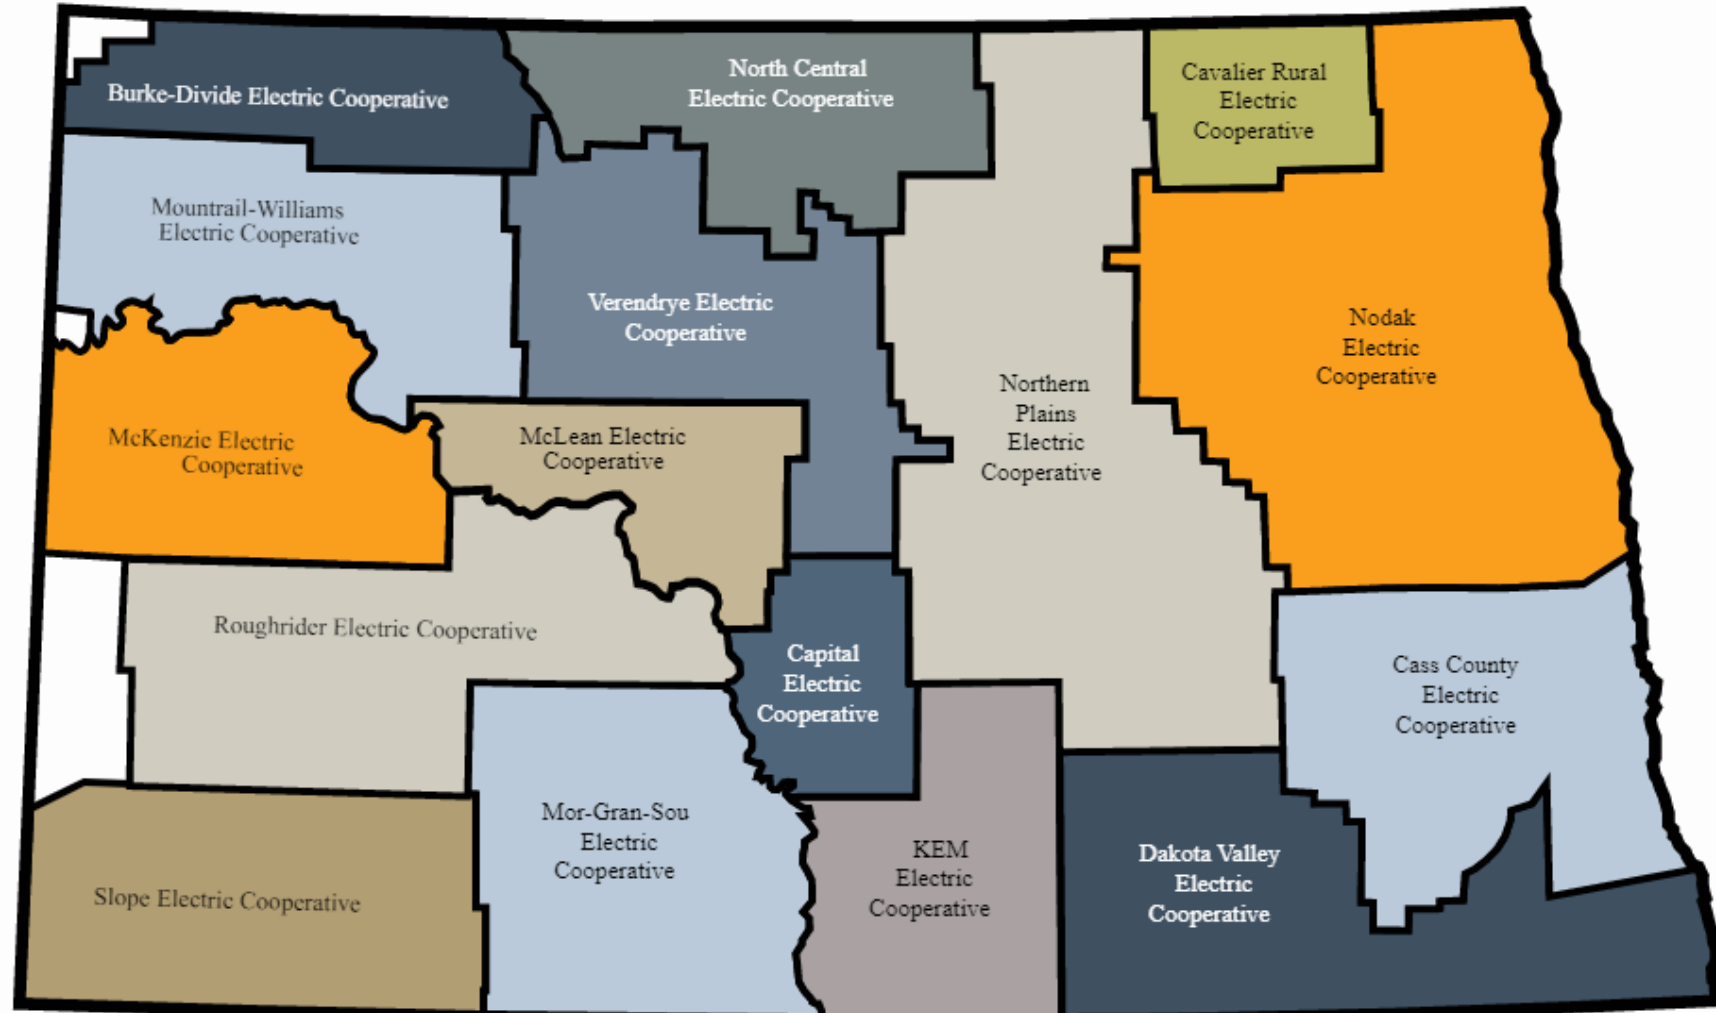 Burke-Divide Electric Cooperative
North Central
Electric Cooperative
Cavalier Rural
Electric
Cooperative
Mountrail-Williams
Electric Cooperative
Verendrye Electric
Cooperative
Nodak
Electric
Cooperative
Northern
Plains
Electric
Cooperative
McKenzie Electric
Cooperative
McLean Electric
Cooperative
Roughrider Electric Cooperative
Capital
Electric
Cooperative
Cass County
Electric
Cooperative
Mor-Gran-Sou
Electric
Cooperative
KEM
Electric
Cooperative
Dakota Valley
Electric
Cooperative
Slope Electric Cooperative